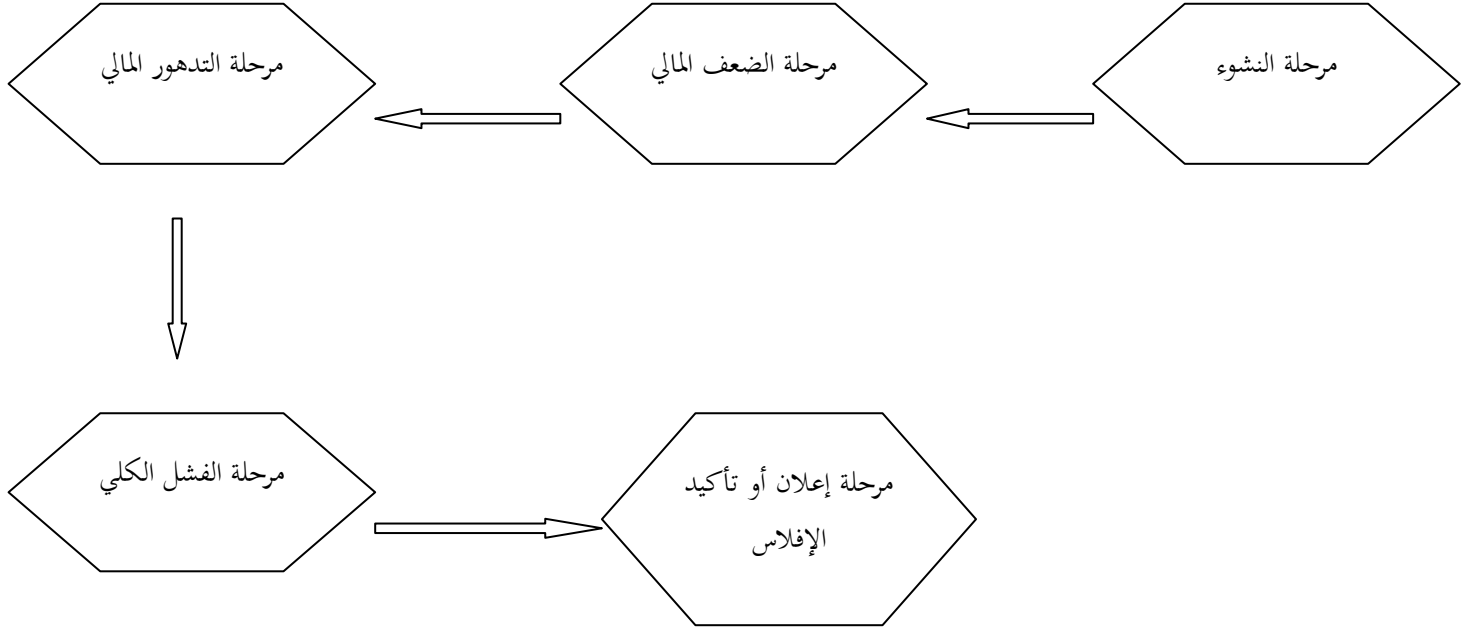 مرحلة النشوء
مرحلة الضعف المالي
مرحلة التدهور المالي
مرحلة الفشل الكلي
مرحلة إعلان أو تأكيد
الإفلاس